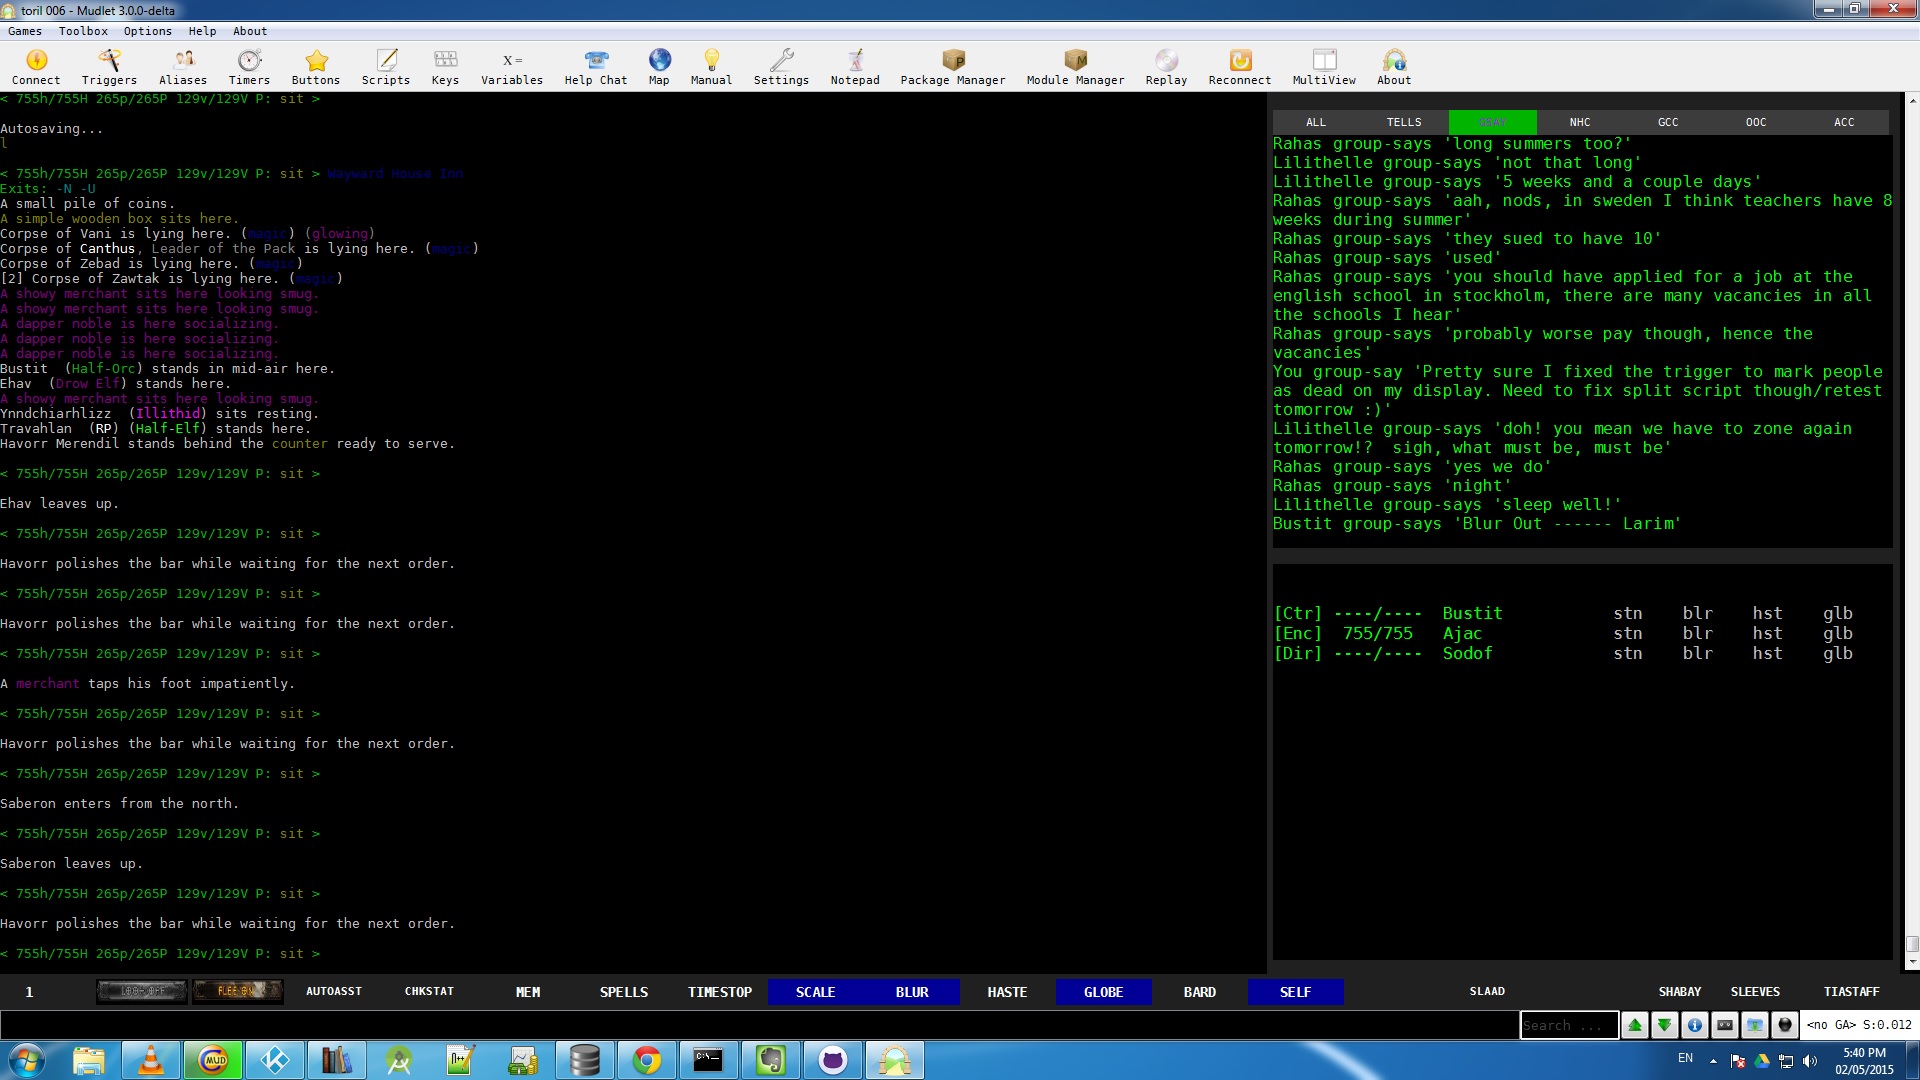 toril 006 - Mudlet 3.0.0-delta
Games Toolbox Options Help About
Connect Triggers Aliases Timers Buttons Scripts Keys X = Variables Help Chat Map Manual Settings Notepad Package Manager Module Manager Replay Reconnect MultiView About
< 755h/755H 265p/265P 129v/129V P: sit >
Autosaving...
l
< 755h/755H 265p/265P 129v/129V P: sit > Wayward House Inn
Exits: -N -U
A small pile of coins.
A simple wooden box sits here.
Corpse of Vani is lying here. (magic) (glowing)
Corpse of Canthus, Leader of the Pack is lying here. (magic)
Corpse of Zebad is lying here. (magic)
[2] Corpse of Zawtak is lying here. (magic)
A showy merchant sits here looking smug.
A showy merchant sits here looking smug.
A dapper noble is here socializing.
A dapper noble is here socializing.
A dapper noble is here socializing.
Bustit (Half-Orc) stands in mid-air here.
Ehav (Drow Elf) stands here.
A showy merchant sits here looking smug.
Ynndchiarhlizz (Illithid) sits resting.
Travahlan (RP) (Half-Elf) stands here.
Havorr Merendil stands behind the counter ready to serve.
< 755h/755H 265p/265P 129v/129V P: sit >
Ehav leaves up.
< 755h/755H 265p/265P 129v/129V P: sit >
Havorr polishes the bar while waiting for the next order.
< 755h/755H 265p/265P 129v/129V P: sit >
Havorr polishes the bar while waiting for the next order.
< 755h/755H 265p/265P 129v/129V P: sit >
A merchant taps his foot impatiently.
< 755h/755H 265p/265P 129v/129V P: sit >
Havorr polishes the bar while waiting for the next order.
< 755h/755H 265p/265P 129v/129V P: sit >
Saberon enters from the north.
< 755h/755H 265p/265P 129v/129V P: sit >
Saberon leaves up.
< 755h/755H 265p/265P 129v/129V P: sit >
Havorr polishes the bar while waiting for the next order.
< 755h/755H 265p/265P 129v/129V P: sit >
ALL TELLS NHC GCC OOC ACC
Rahas group-says 'long summers too?'
Lilithelle group-says 'not that long'
Lilithelle group-says '5 weeks and a couple days'
Rahas group-says 'aah, nods, in sweden I think teachers have 8
weeks during summer'
Rahas group-says 'they sued to have 10'
Rahas group-says 'used'
Rahas group-says 'you should have applied for a job at the
english school in stockholm, there are many vacancies in all
the schools I hear'
Rahas group-says 'probably worse pay though, hence the
vacancies'
You group-say 'Pretty sure I fixed the trigger to mark people
as dead on my display. Need to fix split script though/retest
tomorrow :)'
Lilithelle group-says 'doh! you mean we have to zone again
tomorrow!?  sigh, what must be, must be'
Rahas group-says 'yes we do'
Rahas group-says 'night'
Lilithelle group-says 'sleep well!'
Bustit group-says 'Blur Out ------ Larim'
[Ctr] ----/---- Bustit stn blr hst glb
[Enc] 755/755 Ajac stn blr hst glb
[Dir] ----/---- Sodof stn blr hst glb
1 FLEE ON AUTOASST CHKSTAT MEM SPELLS TIMESTOP SCALE BLUR HASTE GLOBE BARD SELF SLAAD SHABAY SLEEVES TIASTAFF
Search ... <no GA> S:0.012
MUD EN 5:40 PM
02/05/2015